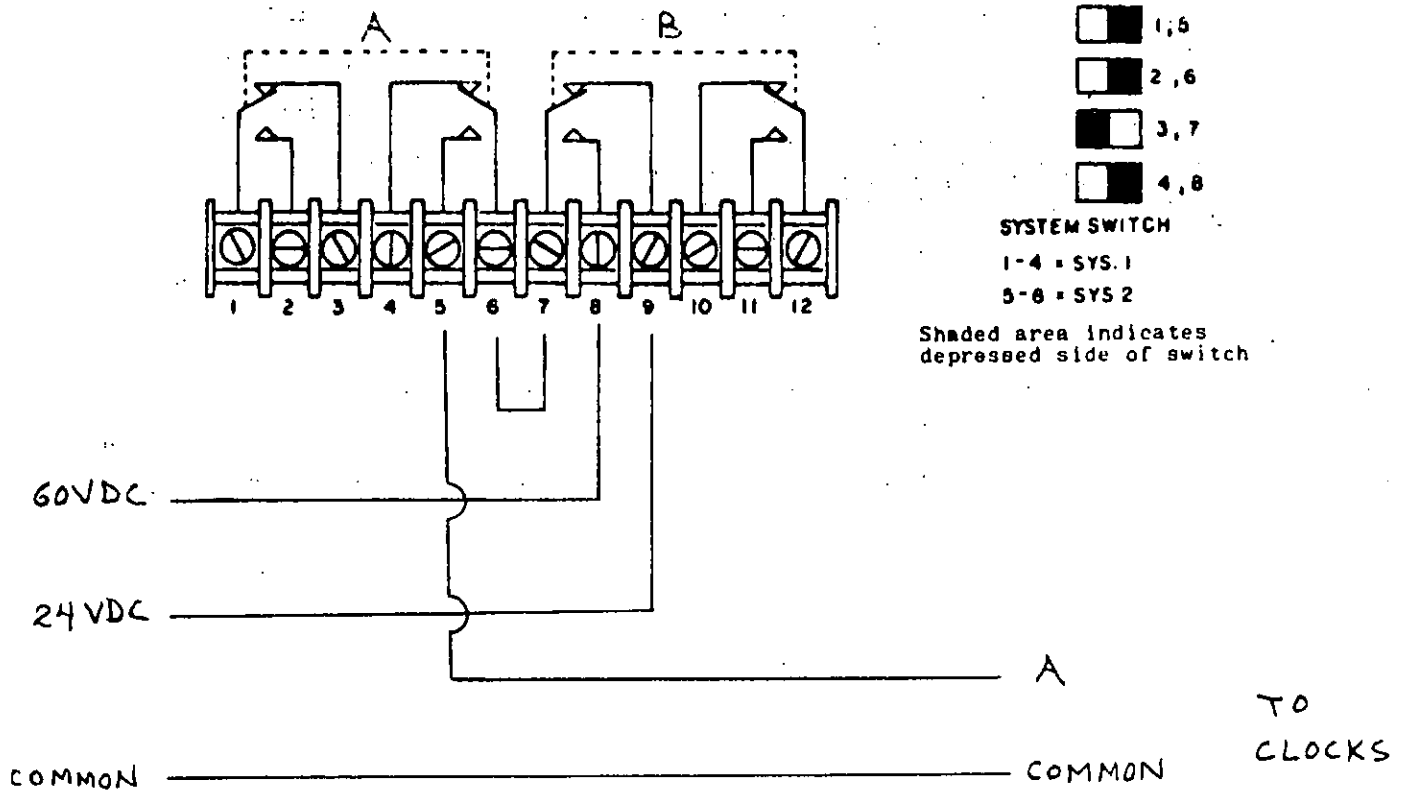 A
B
1,5
2,6
3,7
4,8
SYSTEM SWITCH
1-4 = SYS. 1
5-8 = SYS 2
Shaded area indicates
depressed side of switch
1 2 3 4 5 6 7 8 9 10 11 12
60VDC
24 VDC
A
TO
CLOCKS
COMMON
COMMON